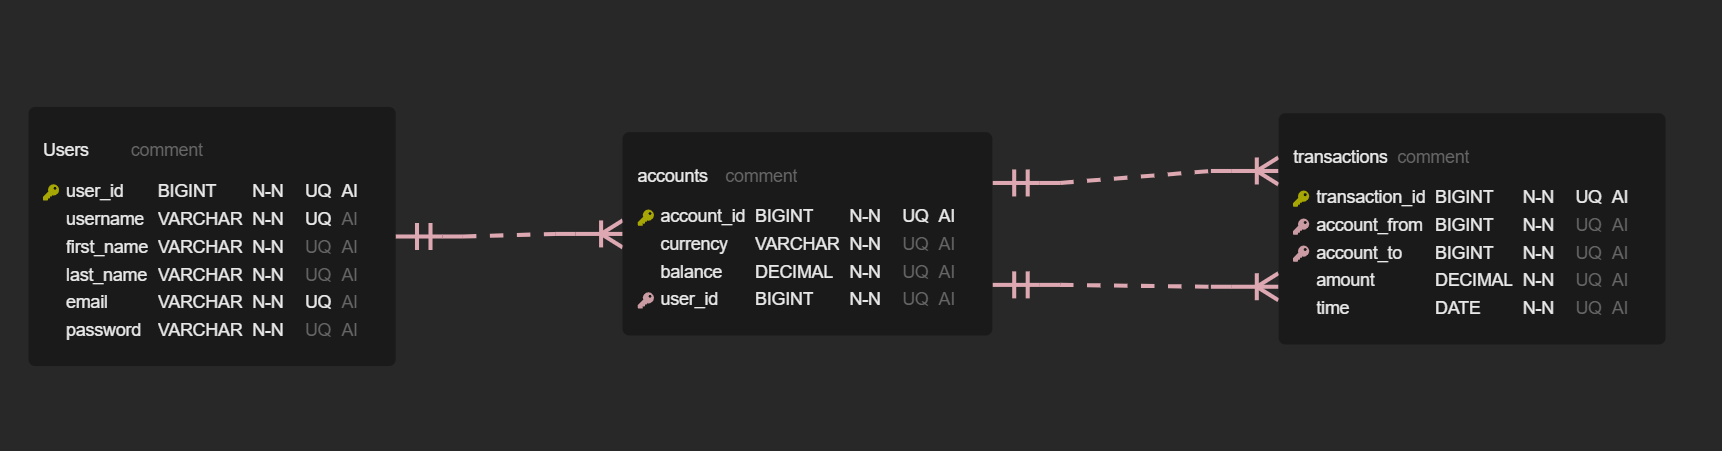 Users comment
user_id BIGINT N-N UQ AI
username VARCHAR N-N UQ AI
first_name VARCHAR N-N UQ AI
last_name VARCHAR N-N UQ AI
email VARCHAR N-N UQ AI
password VARCHAR N-N UQ AI
accounts comment
account_id BIGINT N-N UQ AI
currency VARCHAR N-N UQ AI
balance DECIMAL N-N UQ AI
user_id BIGINT N-N UQ AI
transactions comment
transaction_id BIGINT N-N UQ AI
account_from BIGINT N-N UQ AI
account_to BIGINT N-N UQ AI
amount DECIMAL N-N UQ AI
time DATE N-N UQ AI